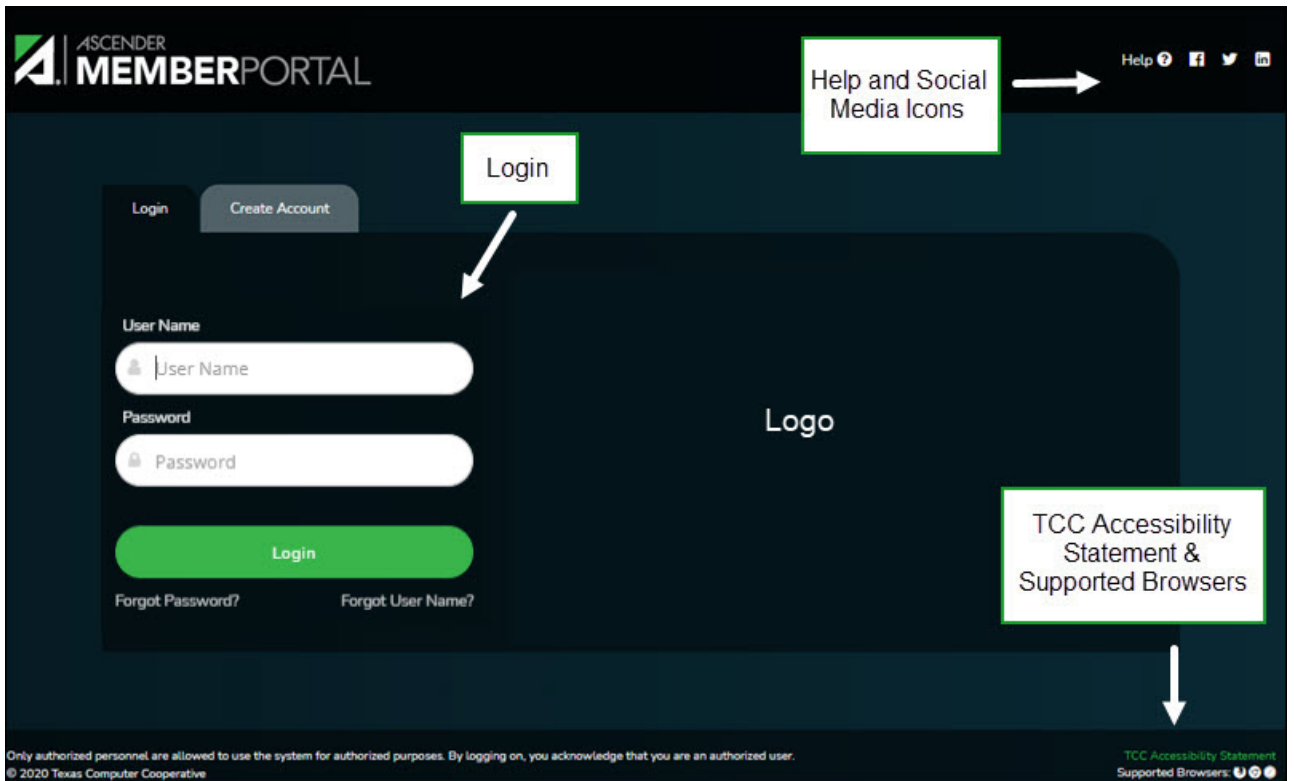 ASCENDER
MEMBERPORTAL
Help and Social
Media Icons
Help
Login
Login
Create Account
User Name
User Name
Password
Password
Login
Forgot Password?
Forgot User Name?
Logo
TCC Accessibility
Statement &
Supported Browsers
Only authorized personnel are allowed to use the system for authorized purposes. By logging on, you acknowledge that you are an authorized user.
© 2020 Texas Computer Cooperative
TCC Accessibility Statement
Supported Browsers: